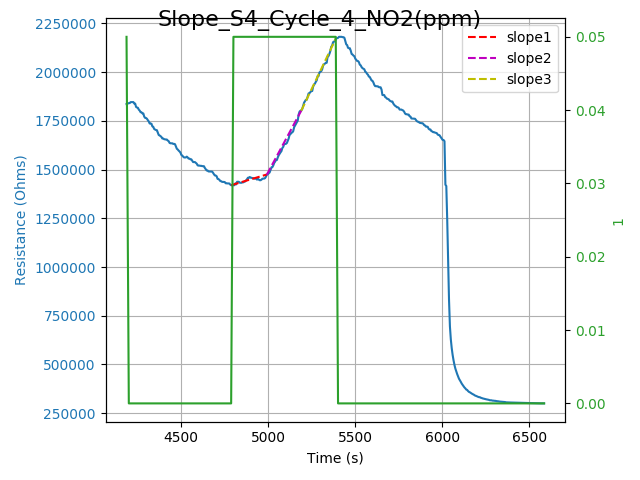 Slope_S4_Cycle_4_NO2(ppm)
slope1
slope2
slope3
Resistance (Ohms)
2250000
2000000
1750000
1500000
1250000
1000000
750000
500000
250000
0.05
0.04
0.03
0.02
0.01
0.00
1
4500 5000 5500 6000 6500
Time (s)